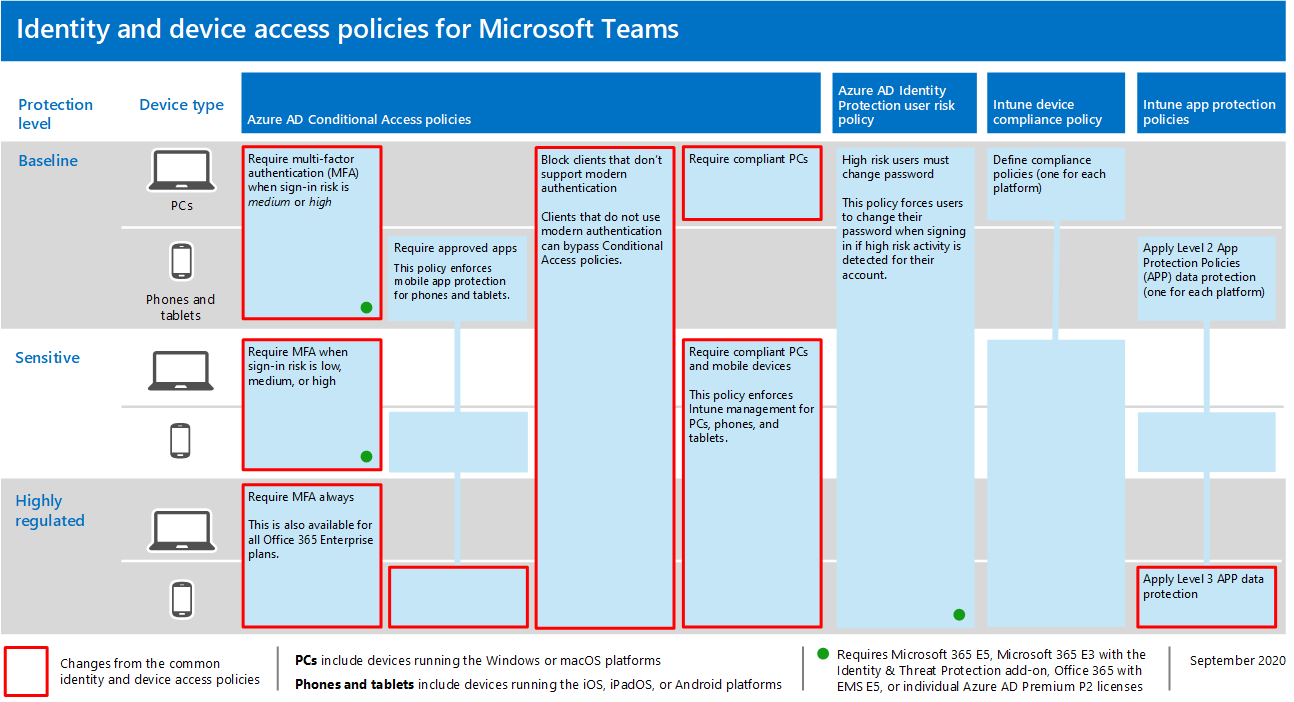 Identity and device access policies for Microsoft Teams
Protection
level
Device type
Azure AD Conditional Access policies
Azure AD Identity
Protection user risk
policy
Intune device
compliance policy
Intune app protection
policies
Baseline
PCs
Phones and
tablets
Require multi-factor
authentication (MFA)
when sign-in risk is
medium or high
Require approved apps
This policy enforces
mobile app protection
for phones and tablets.
Block clients that don't
support modern
authentication
Clients that do not use
modern authentication
can bypass Conditional
Access policies.
Require compliant PCs
High risk users must
change password
This policy forces users
to change their
password when signing
in if high risk activity is
detected for their
account.
Define compliance
policies (one for each
platform)
Apply Level 2 App
Protection Policies
(APP) data protection
(one for each platform)
Sensitive
Require MFA when
sign-in risk is low,
medium, or high
Require compliant PCs
and mobile devices
This policy enforces
Intune management for
PCs, phones, and
tablets.
Highly
regulated
Require MFA always
This is also available for
all Office 365 Enterprise
plans.
Apply Level 3 APP data
protection
Changes from the common
identity and device access policies
PCs include devices running the Windows or macOS platforms
Phones and tablets include devices running the iOS, iPadOS, or Android platforms
Requires Microsoft 365 E5, Microsoft 365 E3 with the
Identity & Threat Protection add-on, Office 365 with
EMS E5, or individual Azure AD Premium P2 licenses
September 2020